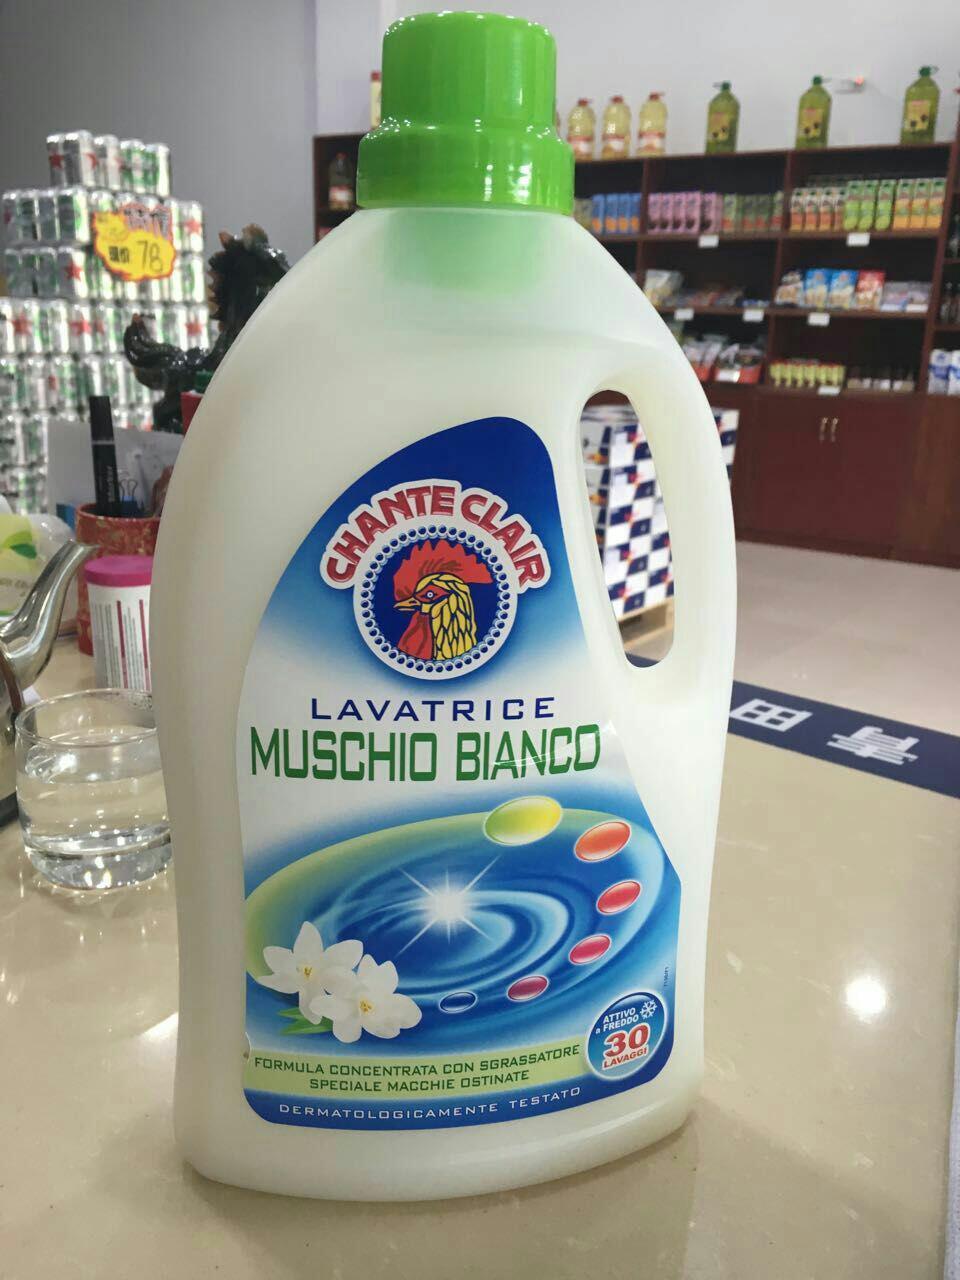 CHANTE CLAIR
LAVATRICE
MUSCHIO BIANCO
ATTIVO
a FREDDO
30
LAVAGGI
FORMULA CONCENTRATA CON SGRASSATORE
SPECIALE MACCHIE OSTINATE
DERMATOLOGICAMENTE TESTATO
78